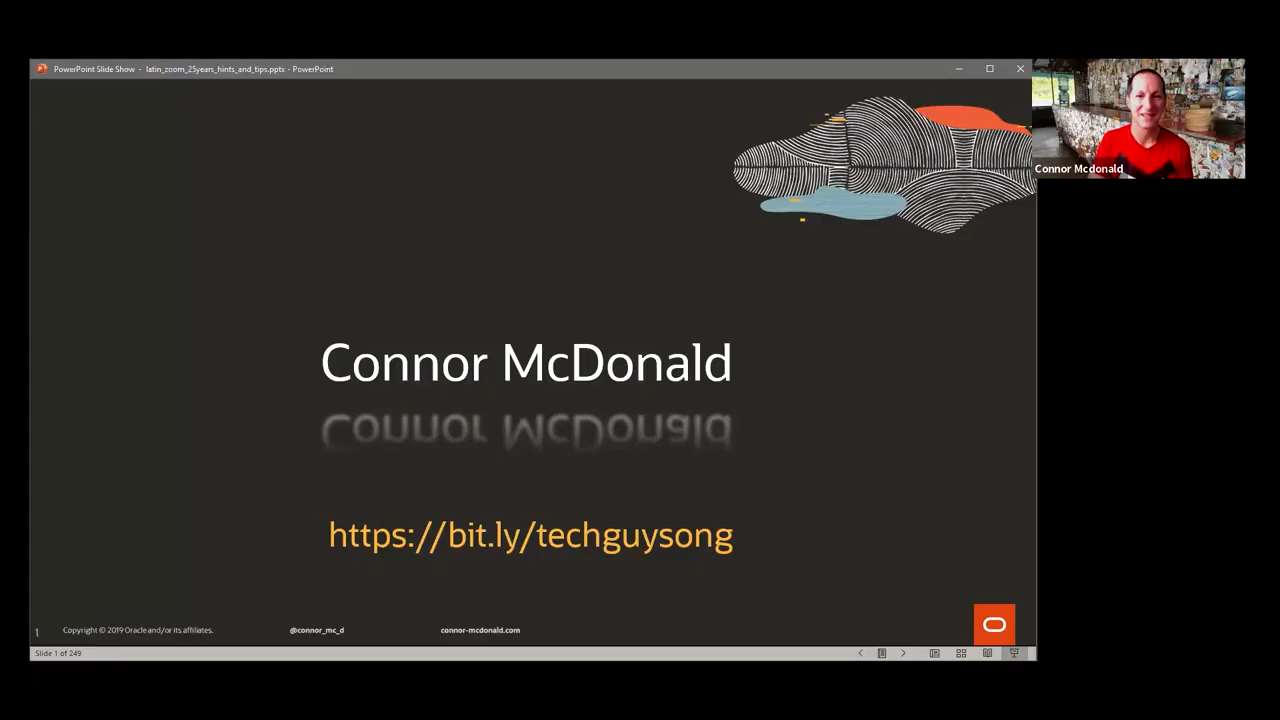 PowerPoint Slide Show - latin_zoom_25years_hints_and_tips.pptx - PowerPoint
Connor Mcdonald
Connor McDonald
https://bit.ly/techguysong
1
Copyright © 2019 Oracle and/or its affiliates.
@connor_mc_d
connor-mcdonald.com
Slide 1 of 249